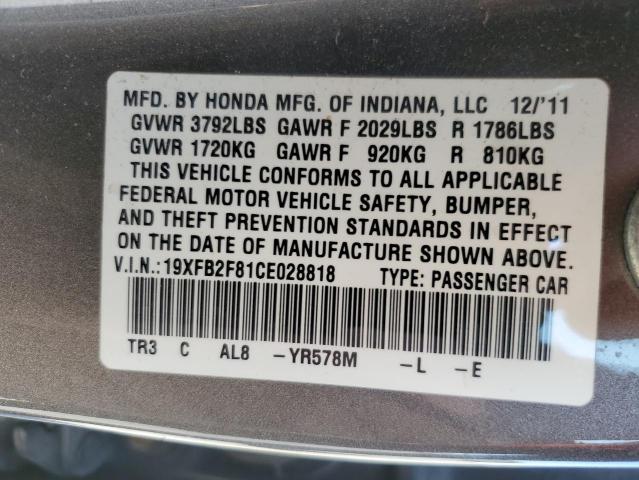 MFD. BY HONDA MFG. OF INDIANA, LLC 12/'11
GVWR 3792LBS GAWR F 2029LBS R 1786LBS
GVWR 1720KG GAWR F 920KG R 810KG
THIS VEHICLE CONFORMS TO ALL APPLICABLE
FEDERAL MOTOR VEHICLE SAFETY, BUMPER,
AND THEFT PREVENTION STANDARDS IN EFFECT
ON THE DATE OF MANUFACTURE SHOWN ABOVE.
V.I.N.:19XFB2F81CE028818 TYPE: PASSENGER CAR
TR3 C AL8 -YR578M -L -E